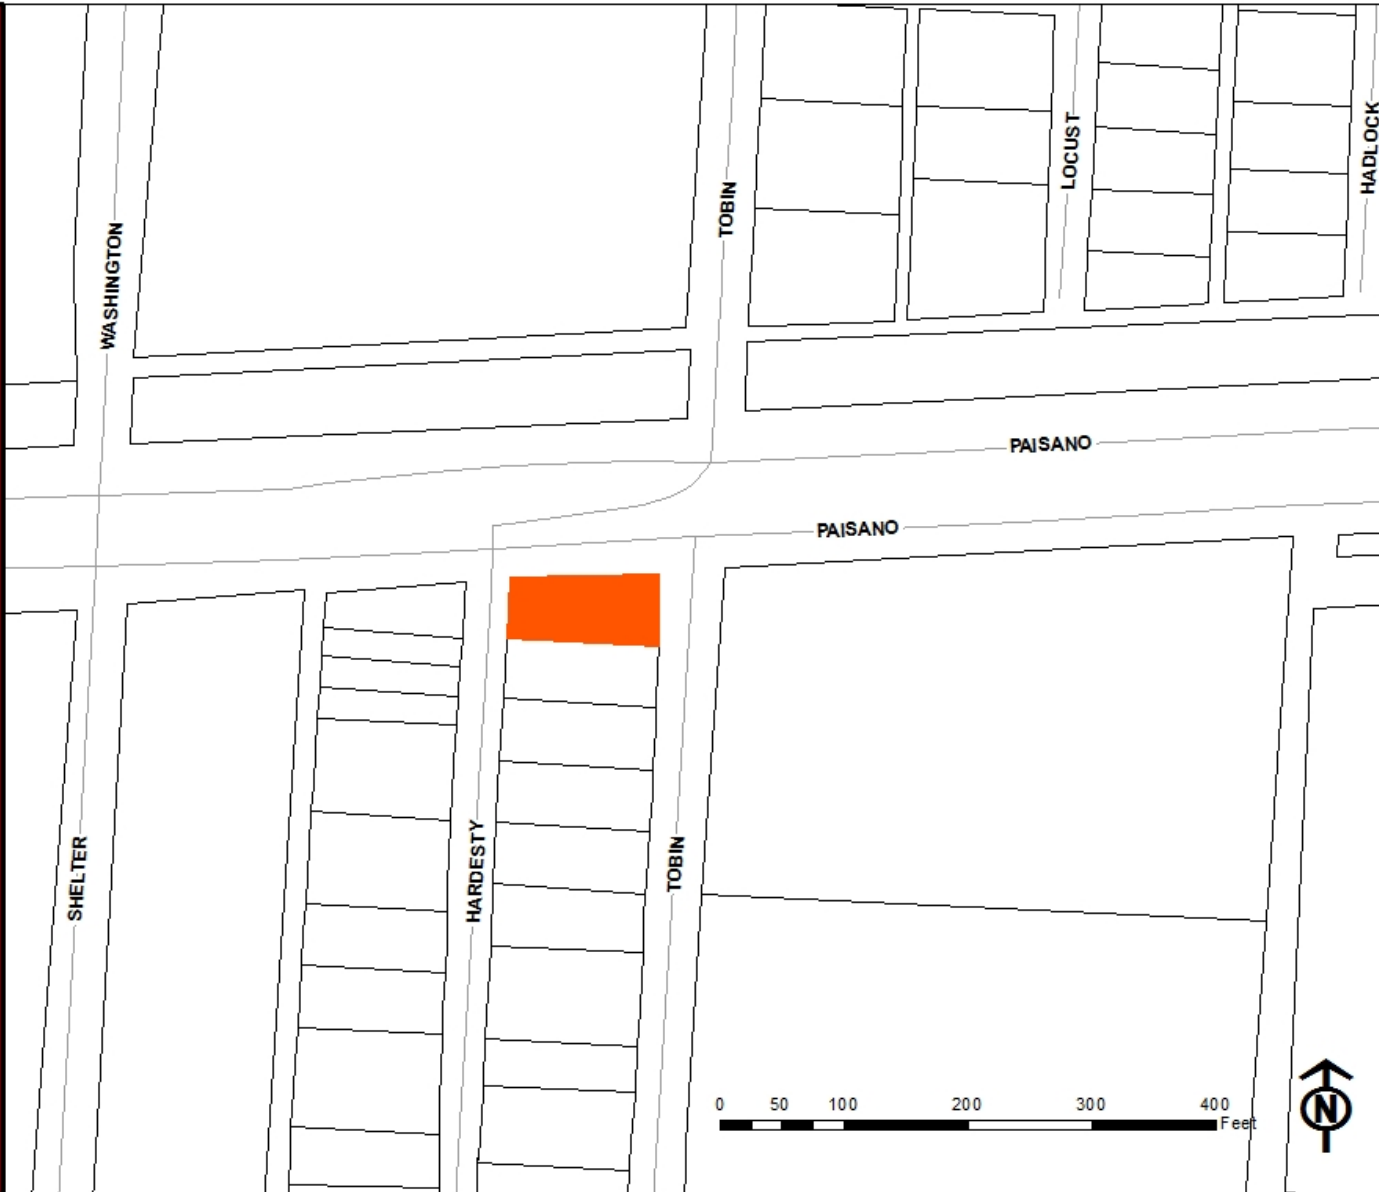 HADLOCK
LOCUST
TOBIN
WASHINGTON
PAISANO
PAISANO
SHELTER
HARDESTY
TOBIN
0 50 100 200 300 400
Feet
N